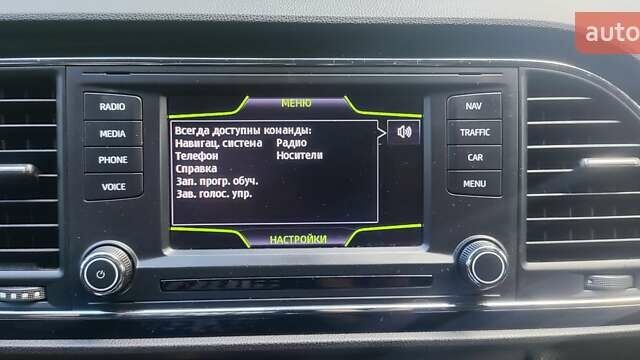 auto
RADIO
MEDIA
PHONE
VOICE
МЕНЮ
Всегда доступны команды:
Навигац. система Радио
Телефон Носители
Справка
Зап. прогр. обуч.
Зав. голос. упр.
НАСТРОЙКИ
NAV
TRAFFIC
CAR
MENU